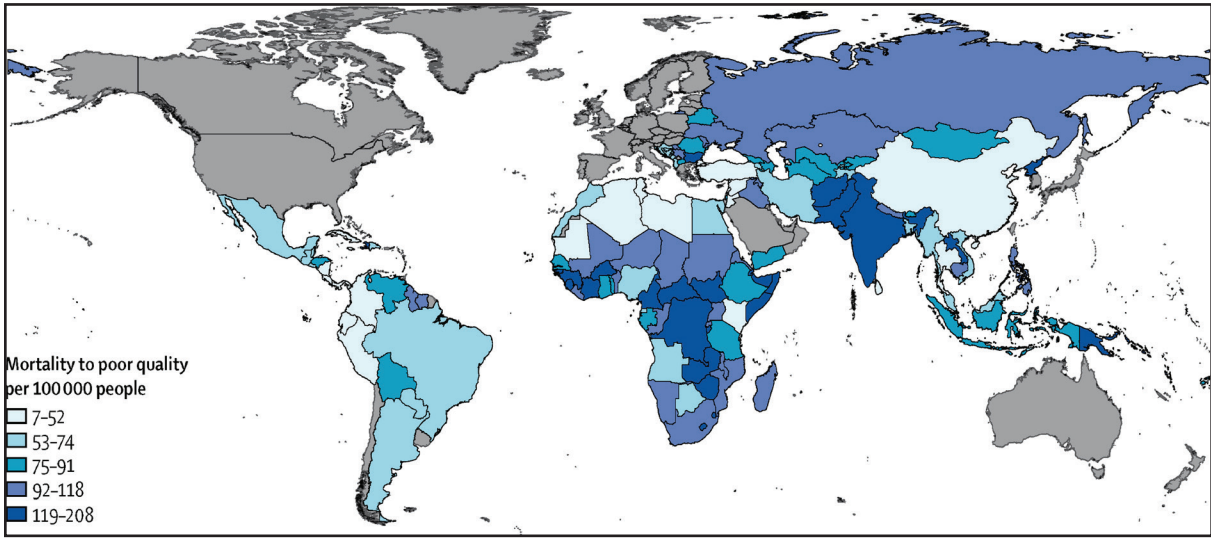 Mortality to poor quality
per 100 000 people
7–52
53–74
75–91
92–118
119–208